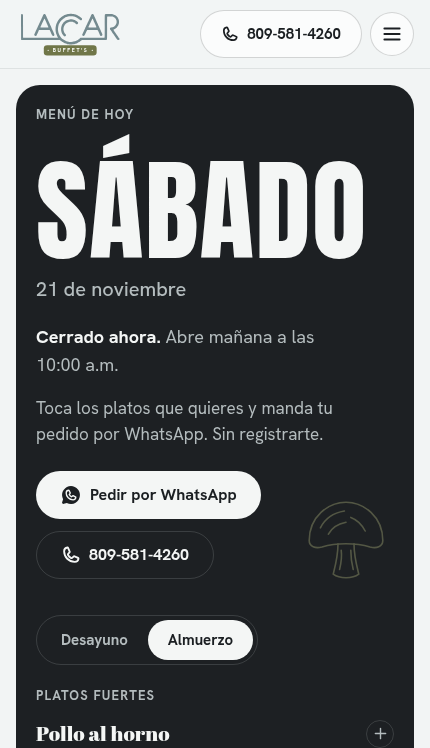 LACCAR
- BUFFET'S -
809-581-4260
MENÚ DE HOY
SÁBADO
21 de noviembre
Cerrado ahora. Abre mañana a las
10:00 a.m.
Toca los platos que quieres y manda tu
pedido por WhatsApp. Sin registrarte.
Pedir por WhatsApp
809-581-4260
Desayuno
Almuerzo
PLATOS FUERTES
Pollo al horno